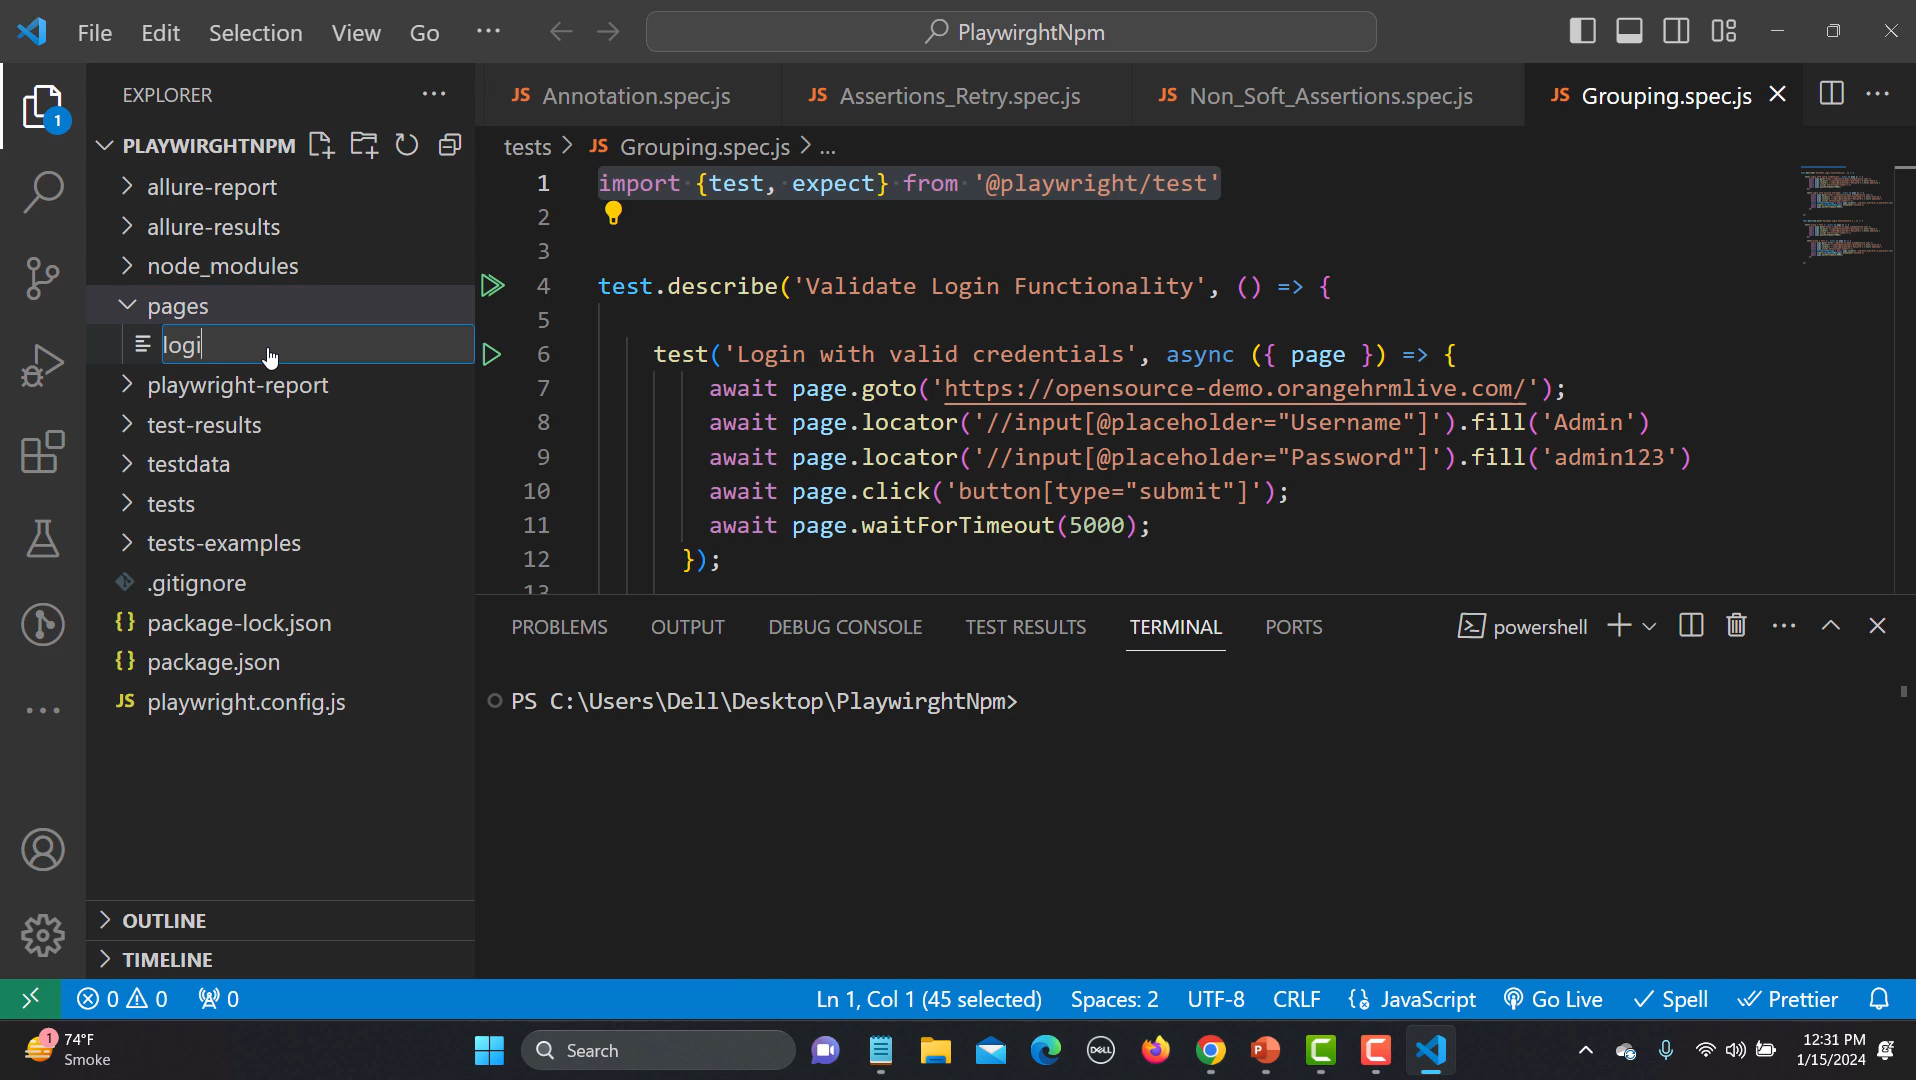 File Edit Selection View Go ··· PlaywirghtNpm
EXPLORER ···
1
PLAYWIRGHTNPM
allure-report
allure-results
node_modules
pages
logi
playwright-report
test-results
testdata
tests
tests-examples
.gitignore
{} package-lock.json
{} package.json
JS playwright.config.js
OUTLINE
TIMELINE
JS Annotation.spec.js JS Assertions_Retry.spec.js JS Non_Soft_Assertions.spec.js JS Grouping.spec.js
tests > JS Grouping.spec.js > ...
1 import {test, expect} from '@playwright/test'
2
3
4 test.describe('Validate Login Functionality', () => {
5
6 test('Login with valid credentials', async ({ page }) => {
7 await page.goto('https://opensource-demo.orangehrmlive.com/');
8 await page.locator('//input[@placeholder="Username"]').fill('Admin')
9 await page.locator('//input[@placeholder="Password"]').fill('admin123')
10 await page.click('button[type="submit"]');
11 await page.waitForTimeout(5000);
12 });
13
PROBLEMS OUTPUT DEBUG CONSOLE TEST RESULTS TERMINAL PORTS powershell
PS C:\Users\Dell\Desktop\PlaywirghtNpm>
0 0 0 Ln 1, Col 1 (45 selected) Spaces: 2 UTF-8 CRLF JavaScript Go Live Spell Prettier
1 74°F
Smoke
Search
DELL
12:31 PM
1/15/2024